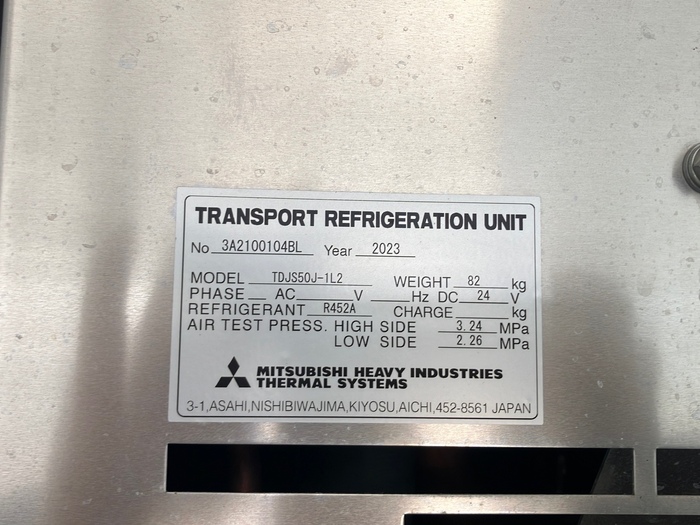 TRANSPORT REFRIGERATION UNIT
No 3A2100104BL Year 2023
MODEL TDJS50J-1L2 WEIGHT 82 kg
PHASE AC V Hz DC 24 V
REFRIGERANT R452A CHARGE kg
AIR TEST PRESS. HIGH SIDE 3.24 MPa
LOW SIDE 2.26 MPa
MITSUBISHI HEAVY INDUSTRIES
THERMAL SYSTEMS
3-1,ASAHI,NISHIBIWAJIMA,KIYOSU,AICHI,452-8561 JAPAN